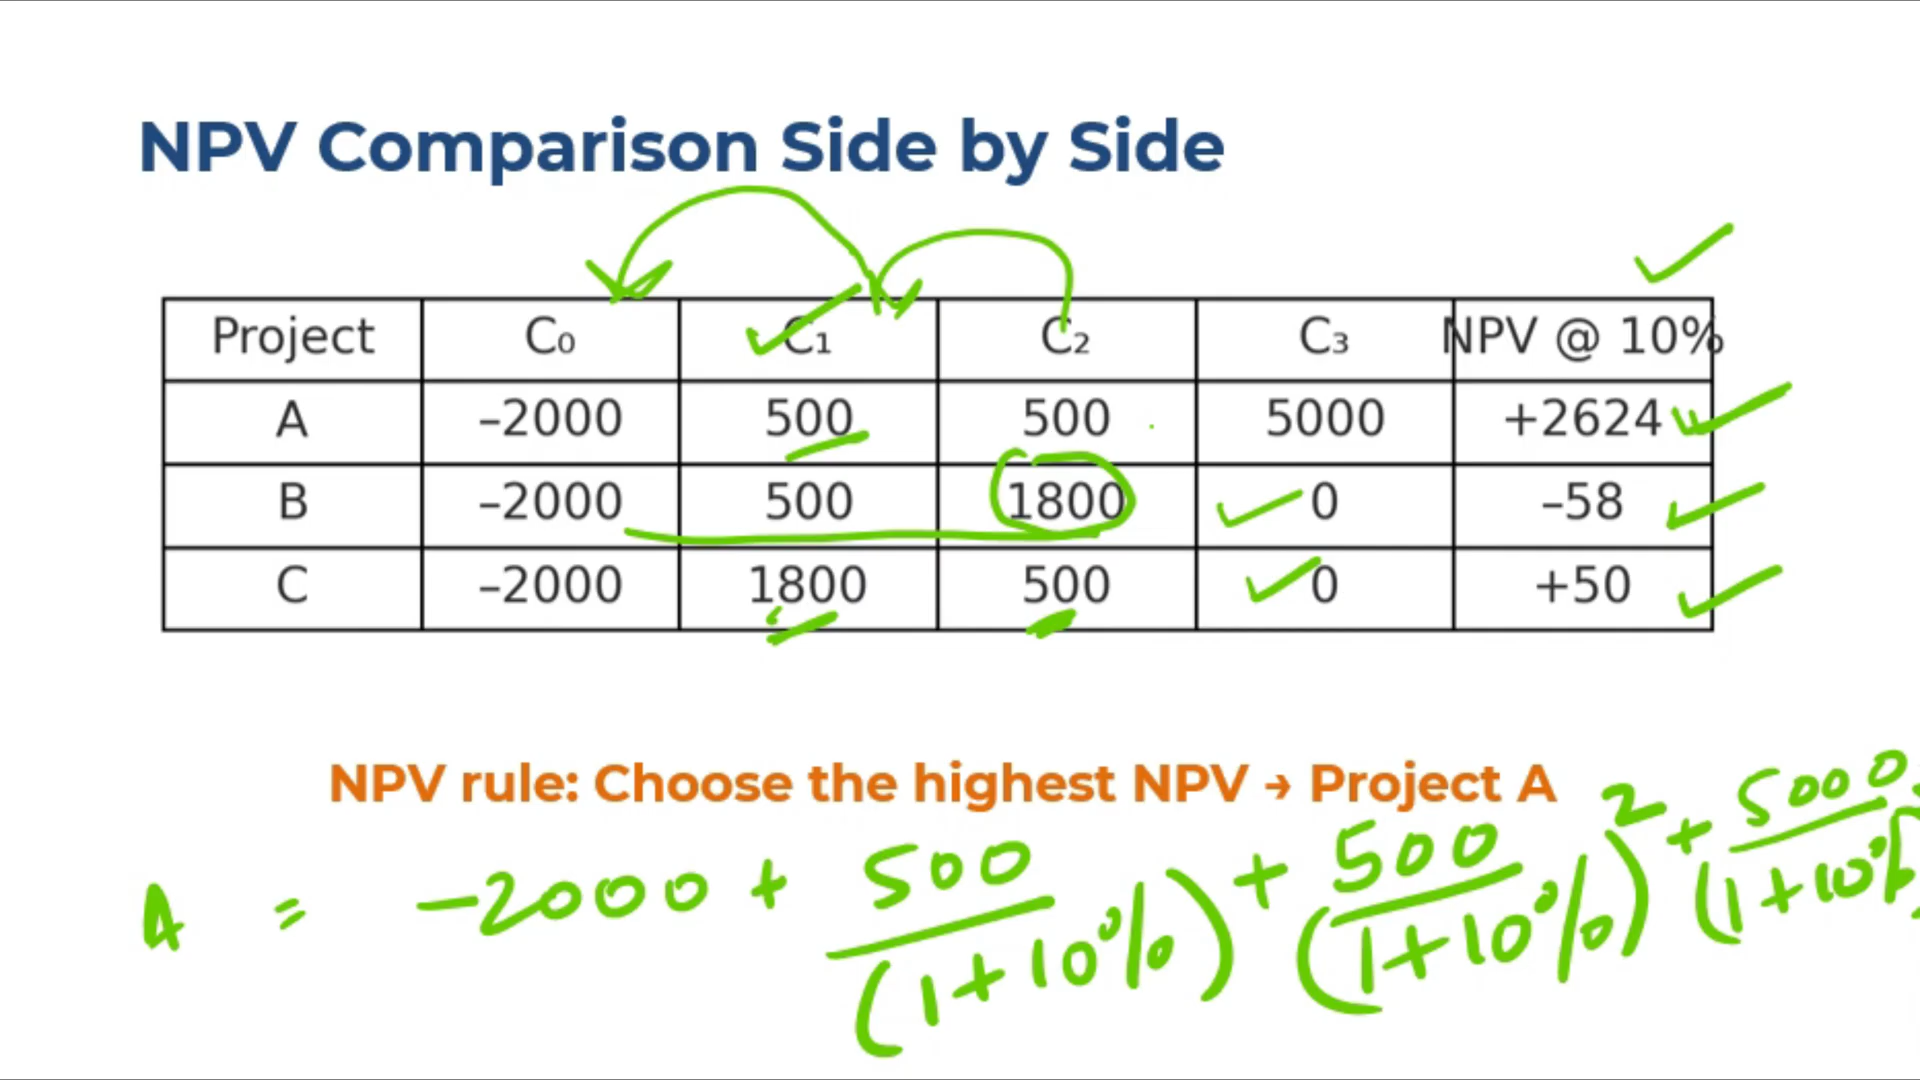 NPV Comparison Side by Side
Project C₀ C₁ C₂ C₃ NPV @ 10%
A –2000 500 500 5000 +2624
B –2000 500 1800 0 –58
C –2000 1800 500 0 +50
NPV rule: Choose the highest NPV → Project A
A = -2000 + 500/(1+10%) + 500/(1+10%)² + 5000/(1+10%